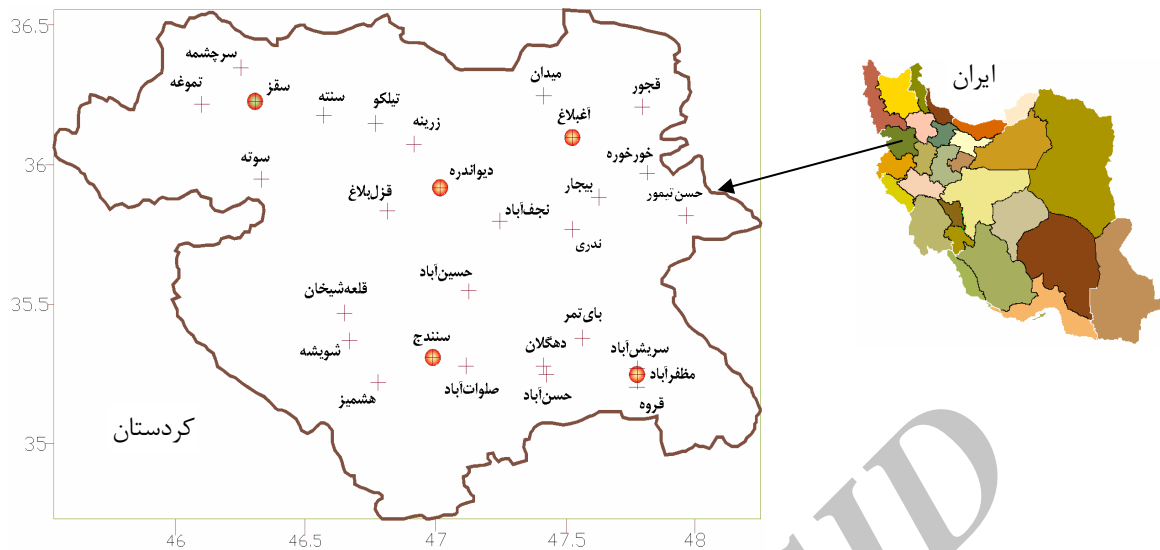 36.5
36
35.5
35
46
46.5
47
47.5
48
سرچشمه
تموغه
سقز
سنته
تیلکو
زرینه
میدان
قجور
آغبلاغ
سوته
دیواندره
قزل‌بلاغ
نجف‌آباد
بیجار
خورخوره
حسن‌تیمور
ندری
حسین‌آباد
قلعه‌شیخان
شویشه
سنندج
هشمیز
صلوات‌آباد
دهگلان
حسن‌آباد
بای‌تمر
سریش‌آباد
مظفرآباد
قروه
کردستان
ایران